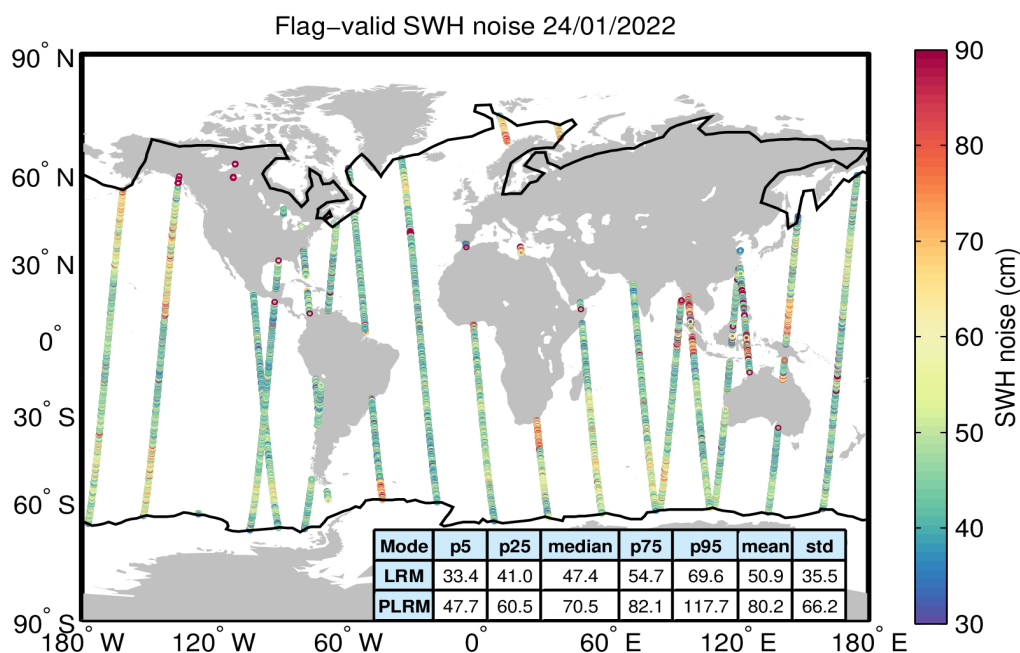 Flag−valid SWH noise 24/01/2022
90° N
60° N
30° N
0°
30° S
60° S
90° S
180° W
120° W
60° W
0°
60° E
120° E
180° E
Mode p5 p25 median p75 p95 mean std
LRM 33.4 41.0 47.4 54.7 69.6 50.9 35.5
PLRM 47.7 60.5 70.5 82.1 117.7 80.2 66.2
90
80
70
60
50
40
30
SWH noise (cm)